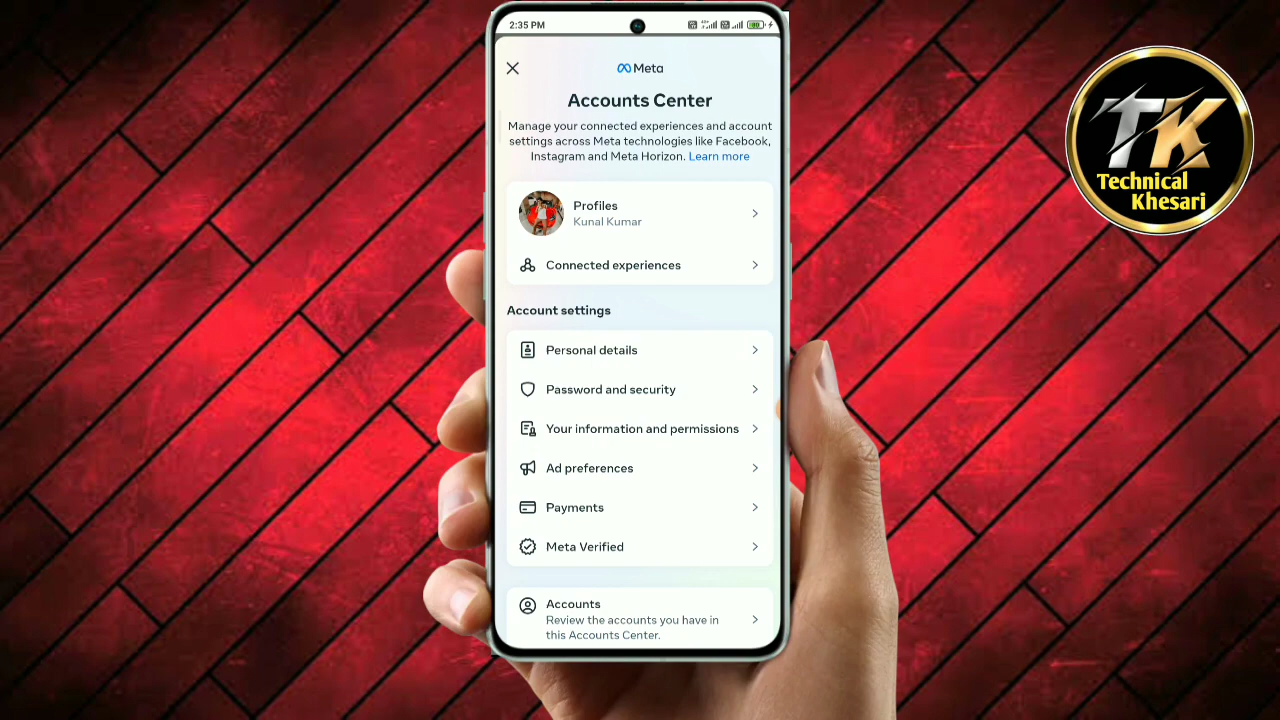 2:35 PM
Meta
Accounts Center
Manage your connected experiences and account
settings across Meta technologies like Facebook,
Instagram and Meta Horizon. Learn more
Profiles
Kunal Kumar
Connected experiences
Account settings
Personal details
Password and security
Your information and permissions
Ad preferences
Payments
Meta Verified
Accounts
Review the accounts you have in
this Accounts Center.
TK
Technical
Khesari